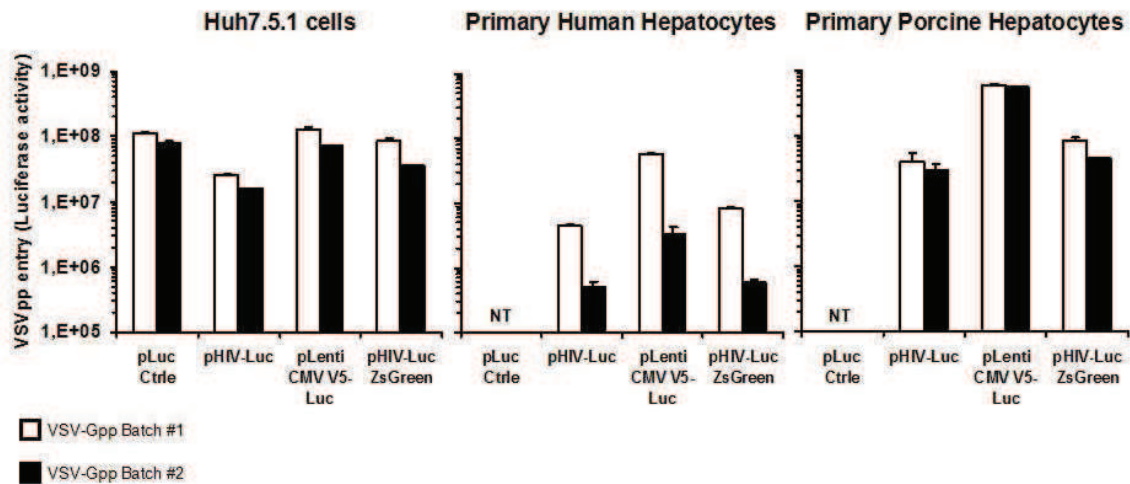 Huh7.5.1 cells
Primary Human Hepatocytes
Primary Porcine Hepatocytes
VSVpp entry (Luciferase activity)
1,E+09
1,E+08
1,E+07
1,E+06
1,E+05
NT
NT
pLuc
Ctrle
pHIV-Luc
pLenti
CMV V5-
Luc
pHIV-Luc
ZsGreen
pLuc
Ctrle
pHIV-Luc
pLenti
CMV V5-
Luc
pHIV-Luc
ZsGreen
pLuc
Ctrle
pHIV-Luc
pLenti
CMV V5-
Luc
pHIV-Luc
ZsGreen
VSV-Gpp Batch #1
VSV-Gpp Batch #2